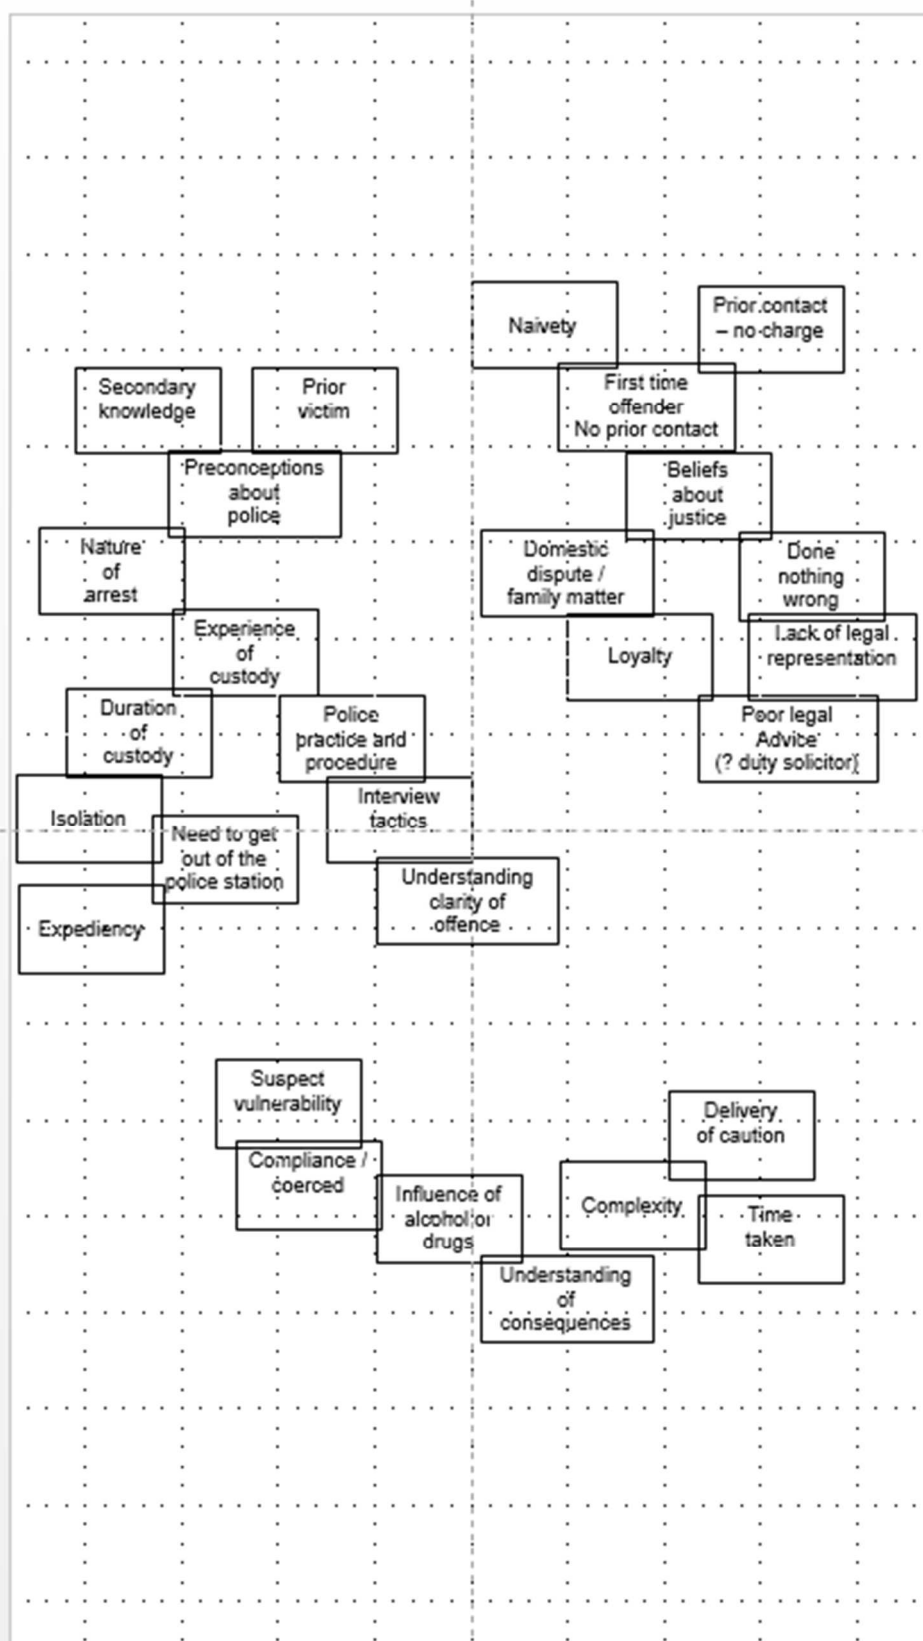 Naivety
Prior contact
– no charge
Secondary
knowledge
Prior
victim
First time
offender
No prior contact
Preconceptions
about
police
Beliefs
about
justice
Nature
of
arrest
Domestic
dispute /
family matter
Done
nothing
wrong
Experience
of
custody
Loyalty
Lack of legal
representation
Duration
of
custody
Police
practice and
procedure
Poor legal
Advice
(? duty solicitor)
Isolation
Interview
tactics
Need to get
out of the
police station
Understanding
clarity of
offence
Expediency
Suspect
vulnerability
Delivery
of caution
Compliance /
coerced
Influence of
alcohol or
drugs
Complexity
Time
taken
Understanding
of
consequences